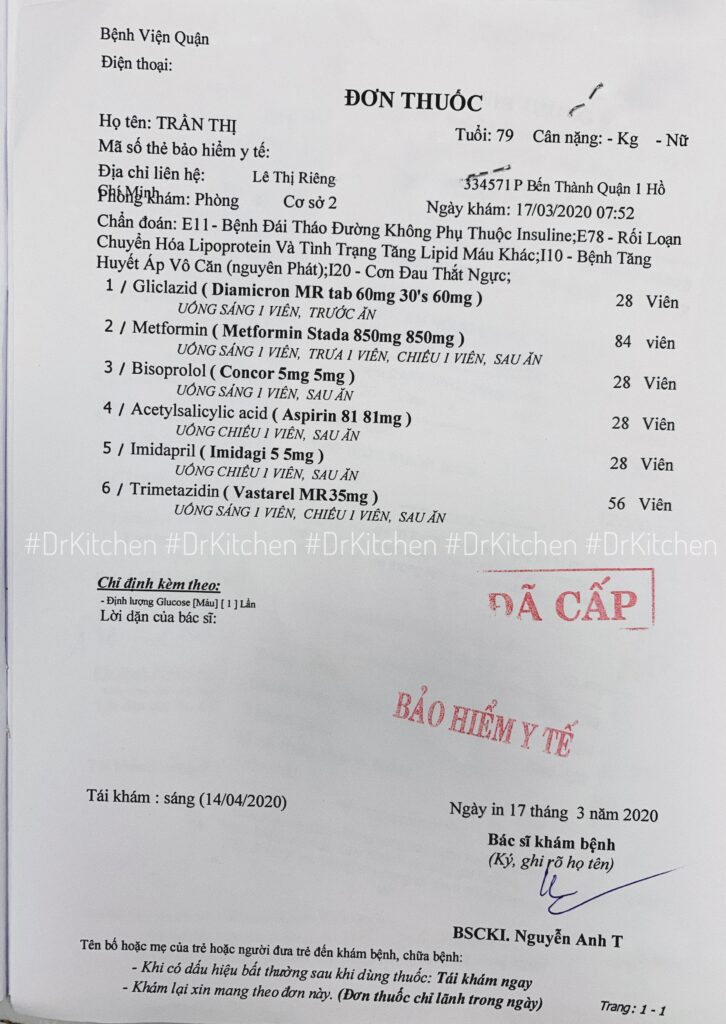 Bệnh Viện Quận
Điện thoại:
ĐƠN THUỐC
Họ tên: TRẦN THỊ
Tuổi: 79 Cân nặng: - Kg - Nữ
Mã số thẻ bảo hiểm y tế:
Địa chỉ liên hệ: Lê Thị Riêng 334571 P Bến Thành Quận 1 Hồ
Chí Minh
Phòng khám: Phòng Cơ sở 2 Ngày khám: 17/03/2020 07:52
Chẩn đoán: E11- Bệnh Đái Tháo Đường Không Phụ Thuộc Insuline;E78 - Rối Loạn
Chuyển Hóa Lipoprotein Và Tình Trạng Tăng Lipid Máu Khác;I10 - Bệnh Tăng
Huyết Áp Vô Căn (nguyên Phát);I20 - Cơn Đau Thắt Ngực;
1 / Gliclazid ( Diamicron MR tab 60mg 30's 60mg ) 28 Viên
UỐNG SÁNG 1 VIÊN, TRƯỚC ĂN
2 / Metformin ( Metformin Stada 850mg 850mg ) 84 viên
UỐNG SÁNG 1 VIÊN, TRƯA 1 VIÊN, CHIỀU 1 VIÊN, SAU ĂN
3 / Bisoprolol ( Concor 5mg 5mg ) 28 Viên
UỐNG SÁNG 1 VIÊN, SAU ĂN
4 / Acetylsalicylic acid ( Aspirin 81 81mg ) 28 Viên
UỐNG CHIỀU 1 VIÊN, SAU ĂN
5 / Imidapril ( Imidagi 5 5mg ) 28 Viên
UỐNG CHIỀU 1 VIÊN, SAU ĂN
6 / Trimetazidin ( Vastarel MR35mg ) 56 Viên
UỐNG SÁNG 1 VIÊN, CHIỀU 1 VIÊN, SAU ĂN
#DrKitchen #DrKitchen #DrKitchen #DrKitchen #DrKitchen
Chỉ định kèm theo:
- Định lượng Glucose [Máu] [ 1 ] Lần
Lời dặn của bác sĩ:
ĐÃ CẤP
BẢO HIỂM Y TẾ
Tái khám : sáng (14/04/2020)
Ngày in 17 tháng 3 năm 2020
Bác sĩ khám bệnh
(Ký, ghi rõ họ tên)
BSCKI. Nguyễn Anh T
Tên bố hoặc mẹ của trẻ hoặc người đưa trẻ đến khám bệnh, chữa bệnh:
- Khi có dấu hiệu bất thường sau khi dùng thuốc: Tái khám ngay
- Khám lại xin mang theo đơn này. (Đơn thuốc chỉ lãnh trong ngày)
Trang : 1 - 1